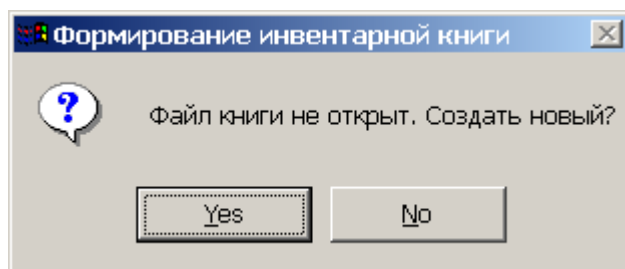 Формирование инвентарной книги
Файл книги не открыт. Создать новый?
Yes No